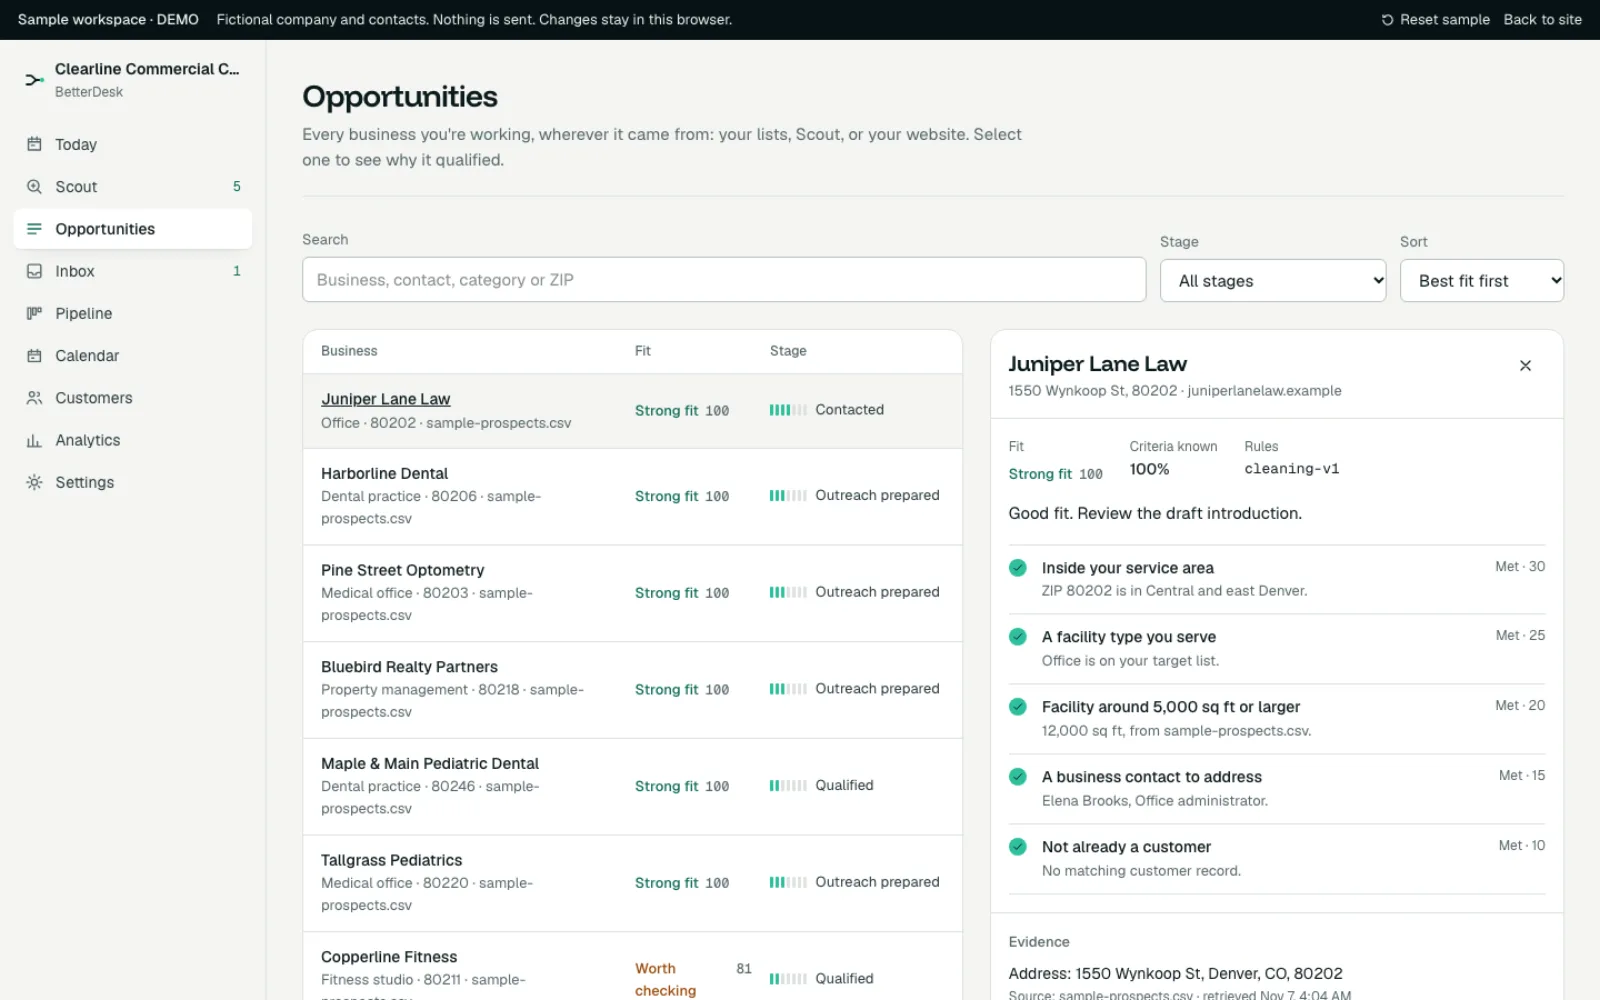 Sample workspace · DEMO Fictional company and contacts. Nothing is sent. Changes stay in this browser. Reset sample Back to site
Clearline Commercial C...
BetterDesk
Today
Scout 5
Opportunities
Inbox 1
Pipeline
Calendar
Customers
Analytics
Settings
Opportunities
Every business you're working, wherever it came from: your lists, Scout, or your website. Select
one to see why it qualified.
Search
Business, contact, category or ZIP
Stage
All stages
Sort
Best fit first
Business Fit Stage
Juniper Lane Law
Office · 80202 · sample-prospects.csv
Strong fit 100
Contacted
Harborline Dental
Dental practice · 80206 · sample-
prospects.csv
Strong fit 100
Outreach prepared
Pine Street Optometry
Medical office · 80203 · sample-
prospects.csv
Strong fit 100
Outreach prepared
Bluebird Realty Partners
Property management · 80218 · sample-
prospects.csv
Strong fit 100
Outreach prepared
Maple & Main Pediatric Dental
Dental practice · 80246 · sample-
prospects.csv
Strong fit 100
Qualified
Tallgrass Pediatrics
Medical office · 80220 · sample-
prospects.csv
Strong fit 100
Outreach prepared
Copperline Fitness
Fitness studio · 80211 · sample-
prospects.csv
Worth
checking
81
Qualified
Juniper Lane Law
1550 Wynkoop St, 80202 · juniperlanelaw.example
Fit
Strong fit 100
Criteria known
100%
Rules
cleaning-v1
Good fit. Review the draft introduction.
Inside your service area Met · 30
ZIP 80202 is in Central and east Denver.
A facility type you serve Met · 25
Office is on your target list.
Facility around 5,000 sq ft or larger Met · 20
12,000 sq ft, from sample-prospects.csv.
A business contact to address Met · 15
Elena Brooks, Office administrator.
Not already a customer Met · 10
No matching customer record.
Evidence
Address: 1550 Wynkoop St, Denver, CO, 80202
Source: sample-prospects.csv · retrieved Nov 7, 4:04 AM